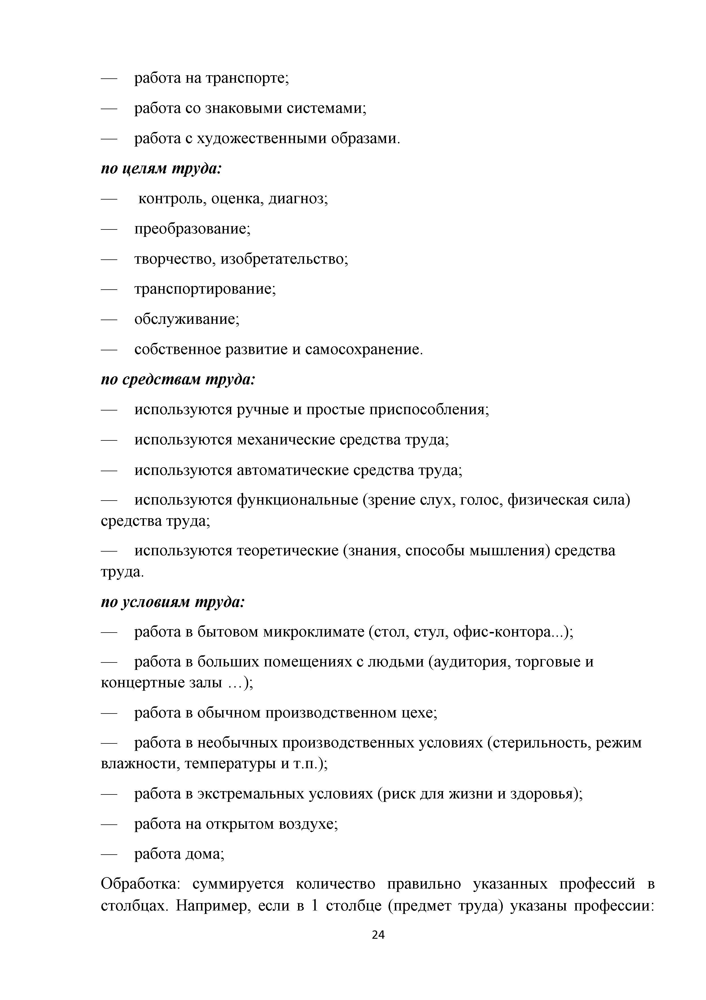 — работа на транспорте;
— работа со знаковыми системами;
— работа с художественными образами.
по целям труда:
— контроль, оценка, диагноз;
— преобразование;
— творчество, изобретательство;
— транспортирование;
— обслуживание;
— собственное развитие и самосохранение.
по средствам труда:
— используются ручные и простые приспособления;
— используются механические средства труда;
— используются автоматические средства труда;
— используются функциональные (зрение слух, голос, физическая сила)
средства труда;
— используются теоретические (знания, способы мышления) средства
труда.
по условиям труда:
— работа в бытовом микроклимате (стол, стул, офис-контора...);
— работа в больших помещениях с людьми (аудитория, торговые и
концертные залы …);
— работа в обычном производственном цехе;
— работа в необычных производственных условиях (стерильность, режим
влажности, температуры и т.п.);
— работа в экстремальных условиях (риск для жизни и здоровья);
— работа на открытом воздухе;
— работа дома;
Обработка: суммируется количество правильно указанных профессий в
столбцах. Например, если в 1 столбце (предмет труда) указаны профессии:
24